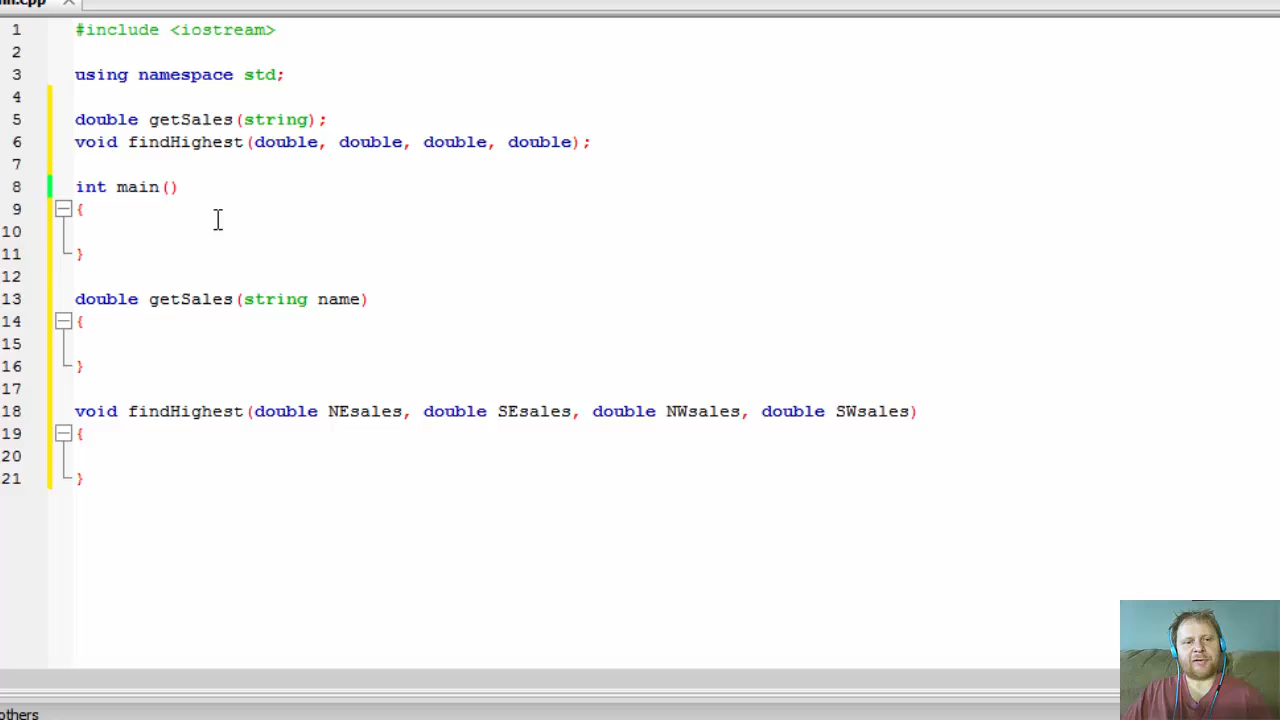 1 #include <iostream>
2
3 using namespace std;
4
5 double getSales(string);
6 void findHighest(double, double, double, double);
7
8 int main()
9 {
10
11 }
12
13 double getSales(string name)
14 {
15
16 }
17
18 void findHighest(double NEsales, double SEsales, double NWsales, double SWsales)
19 {
20
21 }
others